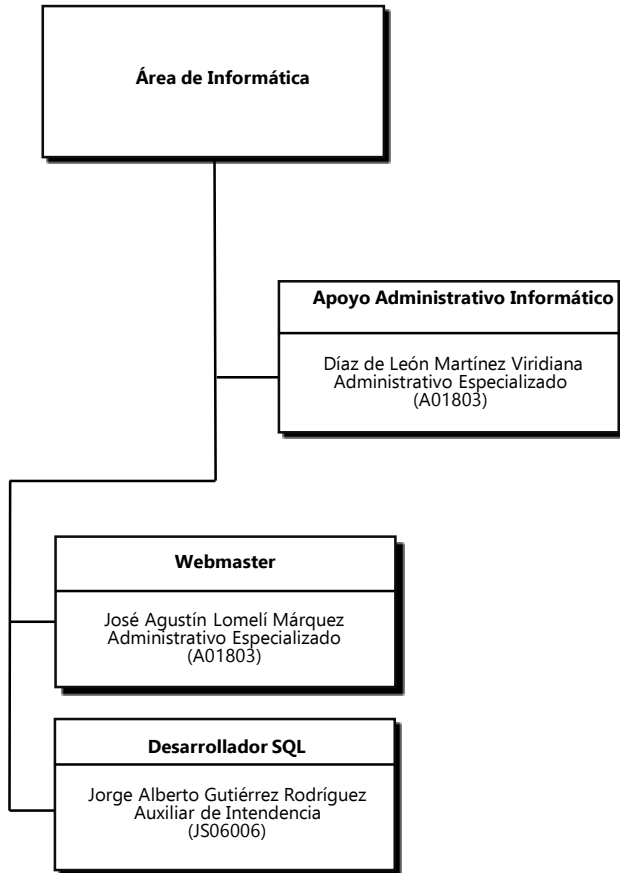 Área de Informática
Apoyo Administrativo Informático
Díaz de León Martínez Viridiana
Administrativo Especializado
(A01803)
Webmaster
José Agustín Lomelí Márquez
Administrativo Especializado
(A01803)
Desarrollador SQL
Jorge Alberto Gutiérrez Rodríguez
Auxiliar de Intendencia
(JS06006)